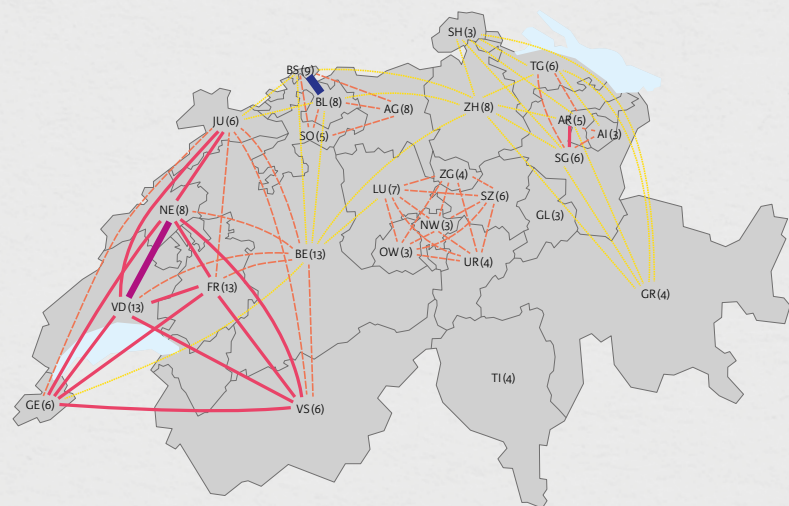 SH (3)
TG (6)
BS (9)
BL (8)
AG (8)
ZH (8)
JU (6)
SO (5)
AR (5)
AI (3)
SG (6)
ZG (4)
LU (7)
SZ (6)
NE (8)
NW (3)
GL (3)
BE (13)
OW (3)
UR (4)
FR (13)
GR (4)
VD (13)
TI (4)
GE (6)
VS (6)